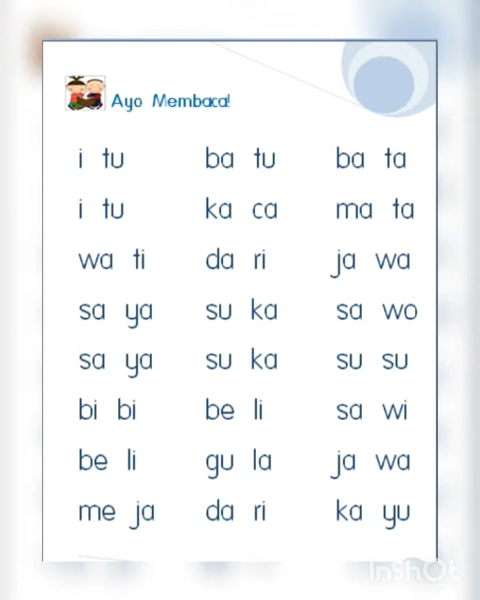 Ayo Membaca!
i tu ba tu ba ta
i tu ka ca ma ta
wa ti da ri ja wa
sa ya su ka sa wo
sa ya su ka su su
bi bi be li sa wi
be li gu la ja wa
me ja da ri ka yu
InShOt